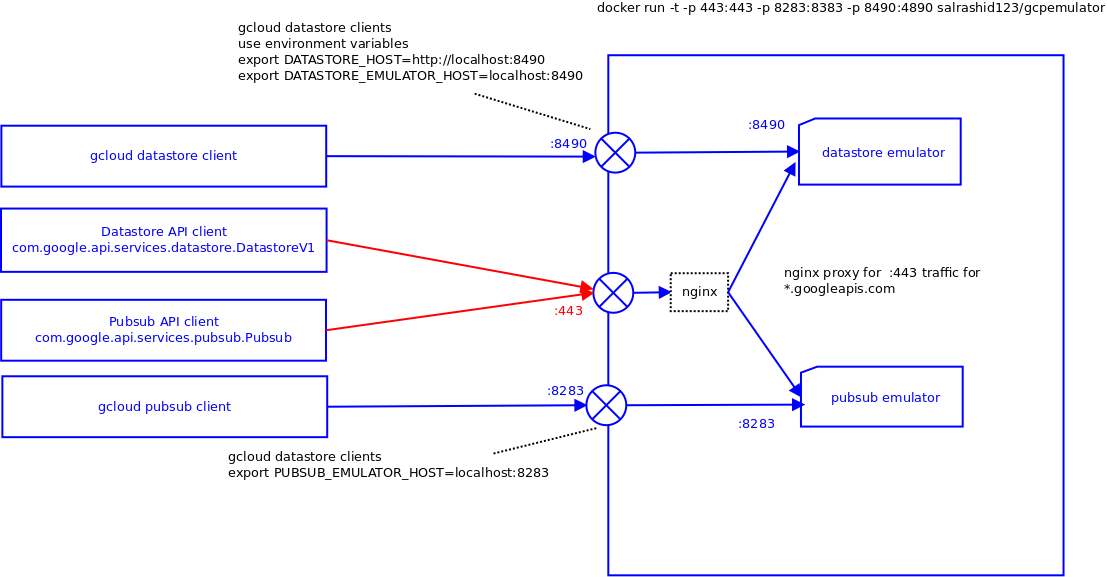 docker run -t -p 443:443 -p 8283:8383 -p 8490:4890 salrashid123/gcpemulator
gcloud datastore clients
use environment variables
export DATASTORE_HOST=http://localhost:8490
export DATASTORE_EMULATOR_HOST=localhost:8490
:8490
:8490
gcloud datastore client
datastore emulator
Datastore API client
com.google.api.services.datastore.DatastoreV1
nginx proxy for  :443 traffic for
*.googleapis.com
nginx
:443
Pubsub API client
com.google.api.services.pubsub.Pubsub
:8283
gcloud pubsub client
pubsub emulator
:8283
gcloud datastore clients
export PUBSUB_EMULATOR_HOST=localhost:8283